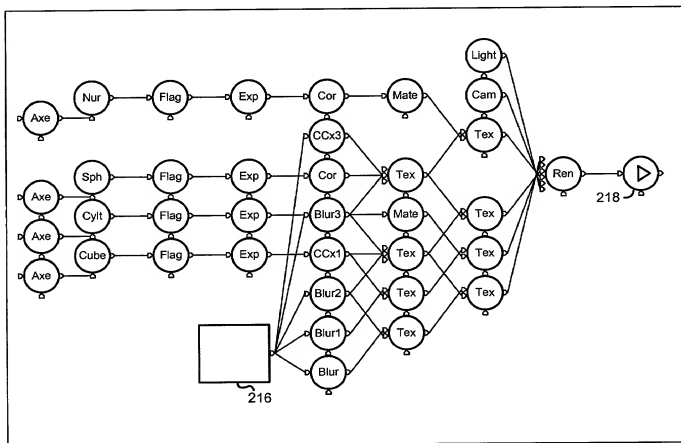 Light
Nur Flag Exp Cor Mate Cam
Axe
CCx3 Tex
Sph Flag Exp Cor Tex Ren
218
Axe
Cylt Flag Exp Blur3 Mate Tex
Axe
Cube Flag Exp CCx1 Tex Tex
Axe
Blur2 Tex Tex
Blur1 Tex
Blur
216